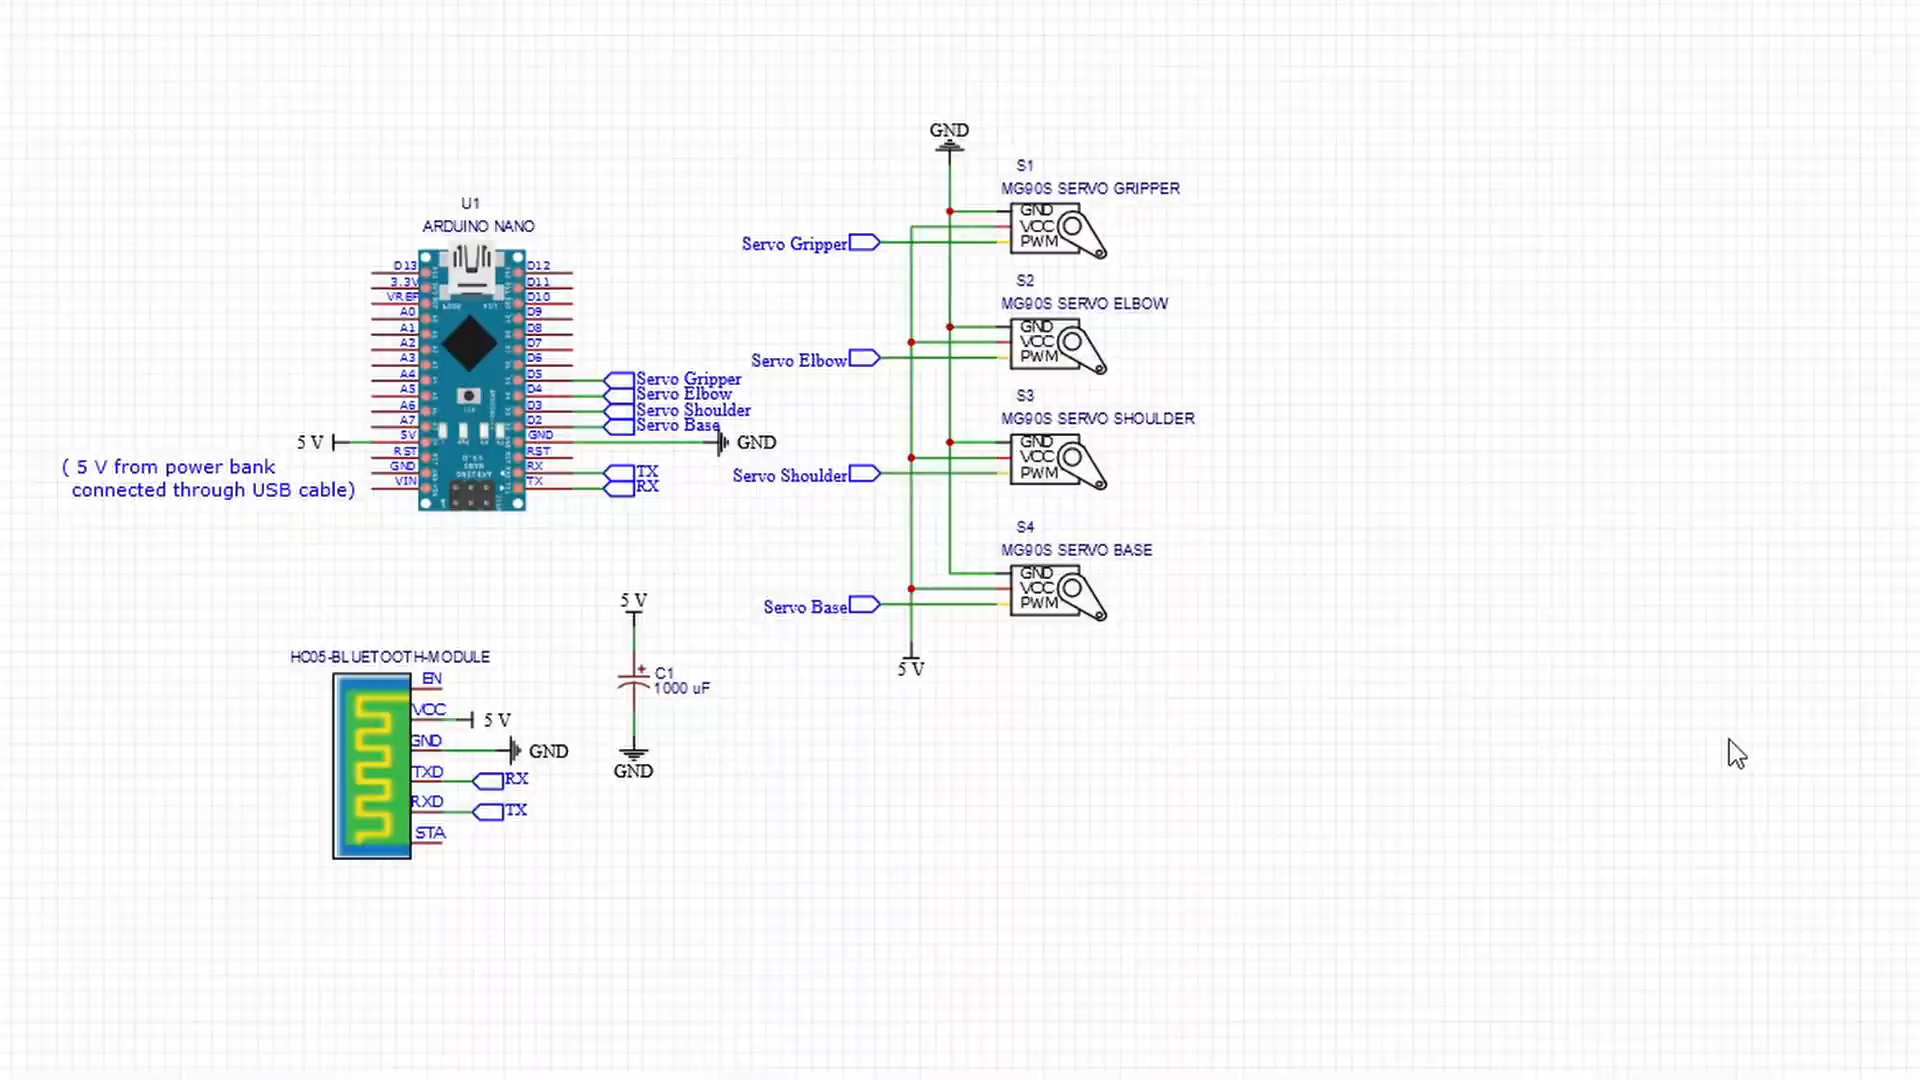 GND
S1
MG90S SERVO GRIPPER
GND
VCC
PWM
Servo Gripper
S2
MG90S SERVO ELBOW
GND
VCC
PWM
Servo Elbow
S3
MG90S SERVO SHOULDER
GND
VCC
PWM
Servo Shoulder
S4
MG90S SERVO BASE
GND
VCC
PWM
Servo Base
5 V
U1
ARDUINO NANO
D13
3.3V
VREF
A0
A1
A2
A3
A4
A5
A6
A7
5V
RST
GND
VIN
D12
D11
D10
D9
D8
D7
D6
D5
D4
D3
D2
GND
RST
RX
TX
Servo Gripper
Servo Elbow
Servo Shoulder
Servo Base
GND
TX
RX
5 V
( 5 V from power bank
connected through USB cable)
5 V
C1
1000 uF
GND
HC05-BLUETOOTH-MODULE
EN
VCC
5 V
GND
GND
TXD
RX
RXD
TX
STA